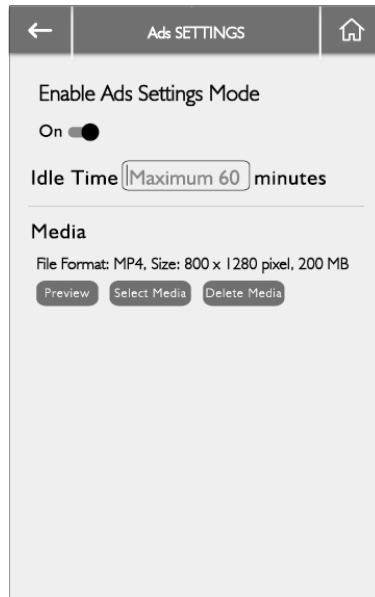 Ads SETTINGS
Enable Ads Settings Mode
On
Idle Time Maximum 60 minutes
Media
File Format: MP4, Size: 800 x 1280 pixel, 200 MB
Preview Select Media Delete Media